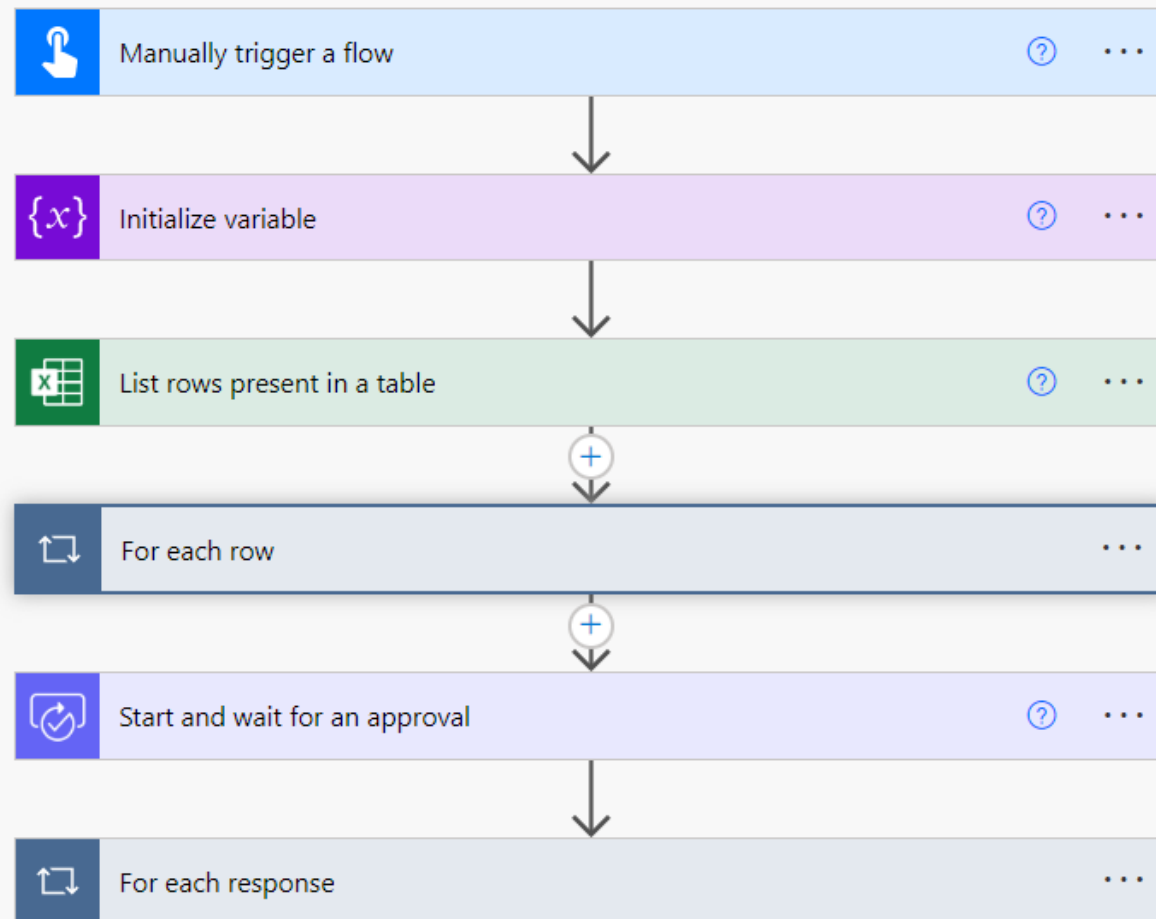 Manually trigger a flow
?
{x} Initialize variable
?
X List rows present in a table
?
For each row
Start and wait for an approval
?
For each response